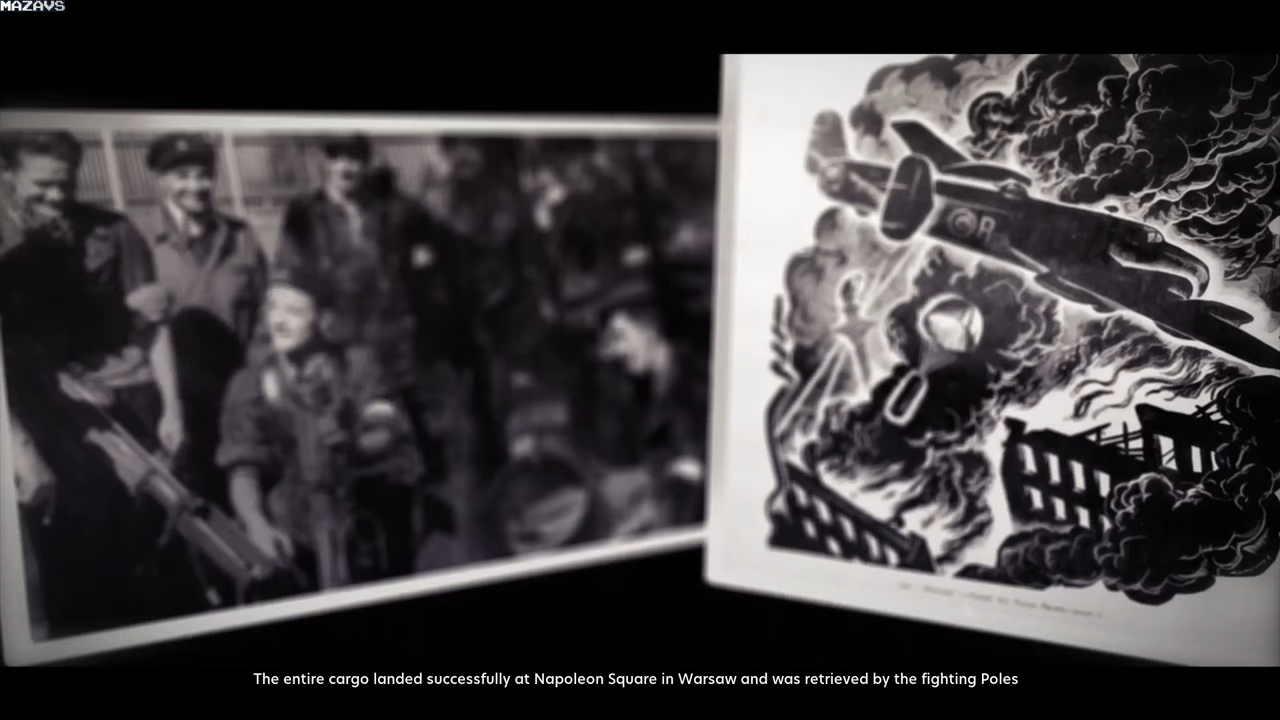 MAZAVS
R
The entire cargo landed successfully at Napoleon Square in Warsaw and was retrieved by the fighting Poles